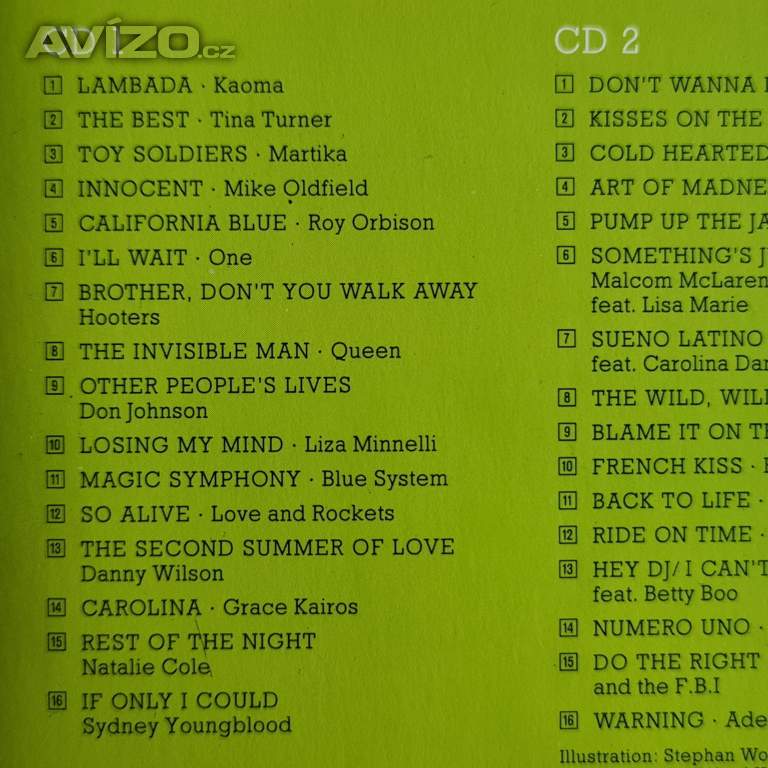 AVÍZO.cz
CD 1
1 LAMBADA · Kaoma
2 THE BEST · Tina Turner
3 TOY SOLDIERS · Martika
4 INNOCENT · Mike Oldfield
5 CALIFORNIA BLUE · Roy Orbison
6 I'LL WAIT · One
7 BROTHER, DON'T YOU WALK AWAY
Hooters
8 THE INVISIBLE MAN · Queen
9 OTHER PEOPLE'S LIVES
Don Johnson
10 LOSING MY MIND · Liza Minnelli
11 MAGIC SYMPHONY · Blue System
12 SO ALIVE · Love and Rockets
13 THE SECOND SUMMER OF LOVE
Danny Wilson
14 CAROLINA · Grace Kairos
15 REST OF THE NIGHT
Natalie Cole
16 IF ONLY I COULD
Sydney Youngblood
CD 2
1 DON'T WANNA
2 KISSES ON THE
3 COLD HEARTED
4 ART OF MADNE
5 PUMP UP THE JA
6 SOMETHING'S J
Malcom McLaren
feat. Lisa Marie
7 SUENO LATINO
feat. Carolina Da
8 THE WILD, WIL
9 BLAME IT ON TH
10 FRENCH KISS ·
11 BACK TO LIFE ·
12 RIDE ON TIME ·
13 HEY DJ/I CAN'T
feat. Betty Boo
14 NUMERO UNO ·
15 DO THE RIGHT
and the F.B.I
16 WARNING · Ade
Illustration: Stephan Wo